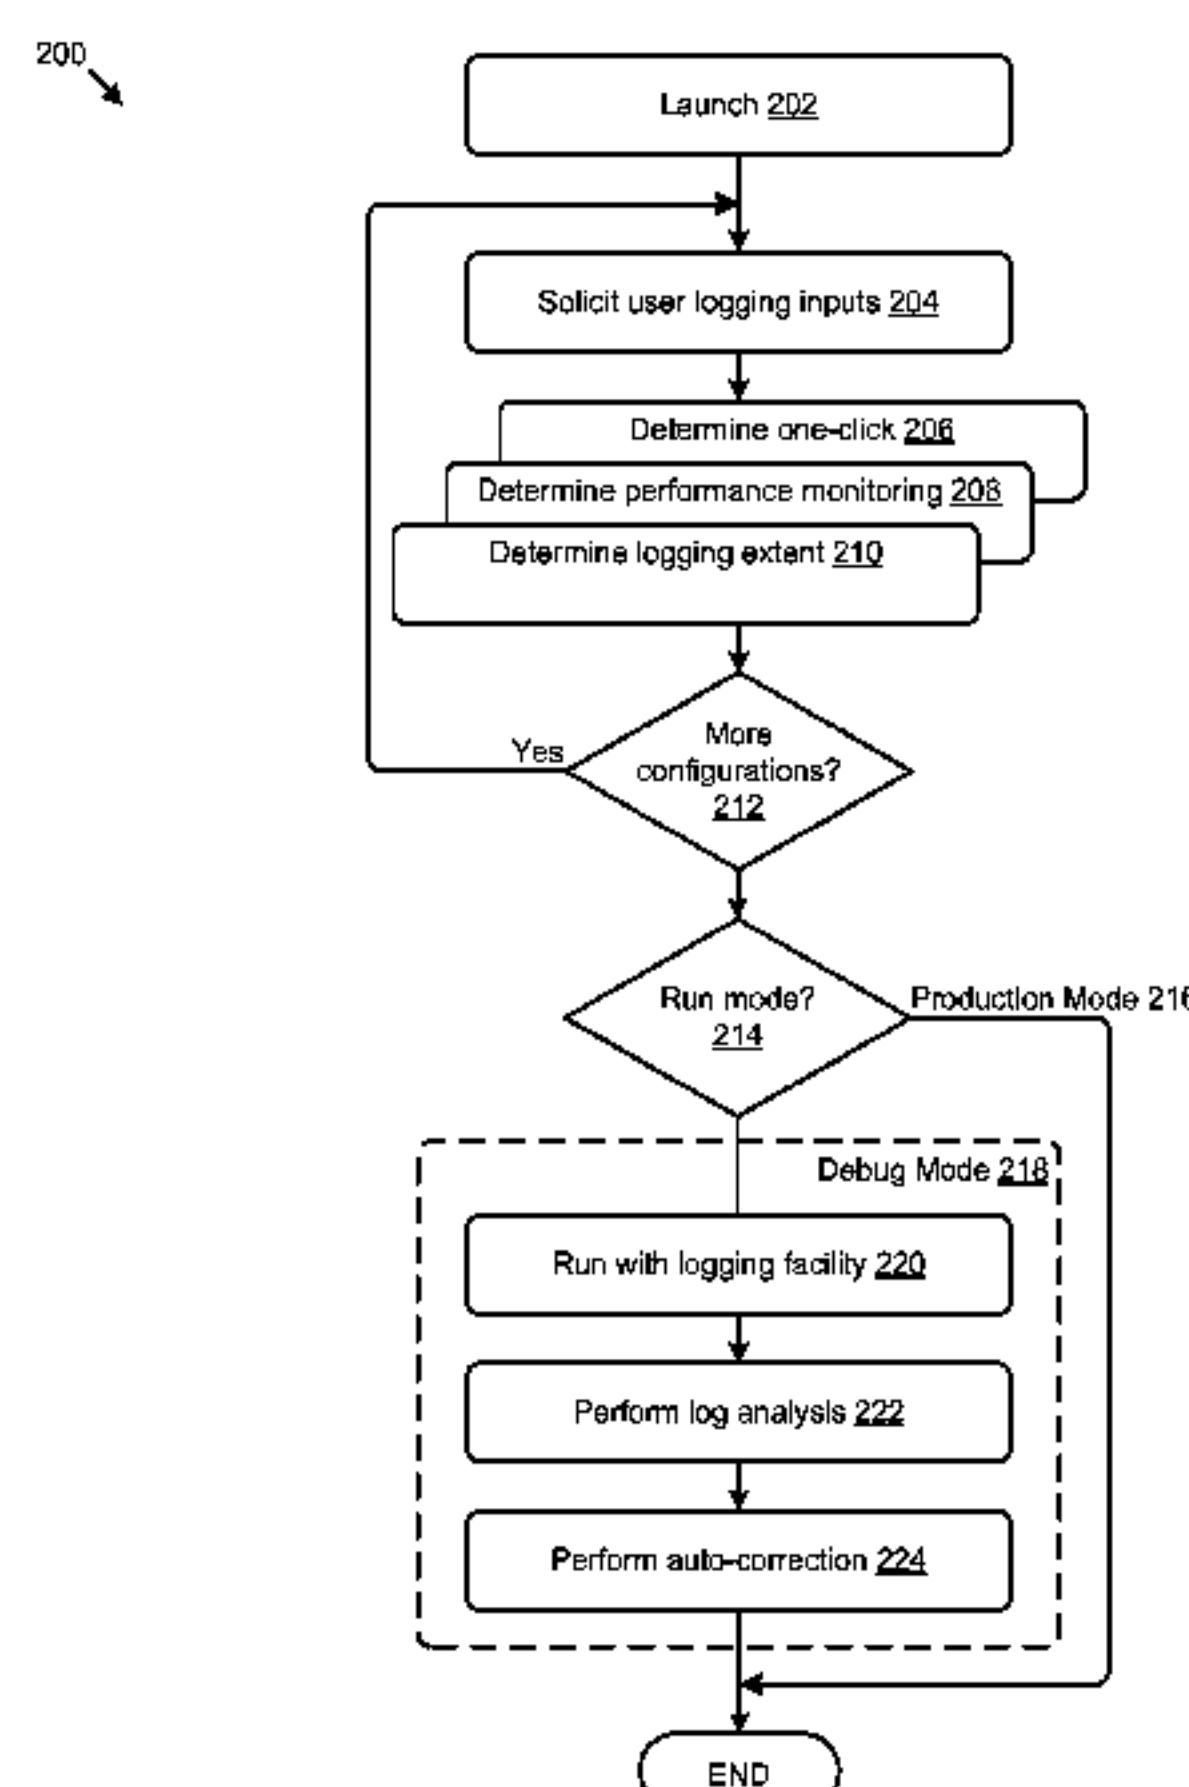 200
Launch 202
Solicit user logging inputs 204
Determine one-click 206
Determine performance monitoring 208
Determine logging extent 210
More
configurations?
212
Yes
Run mode?
214
Production Mode 216
Debug Mode 218
Run with logging facility 220
Perform log analysis 222
Perform auto-correction 224
END